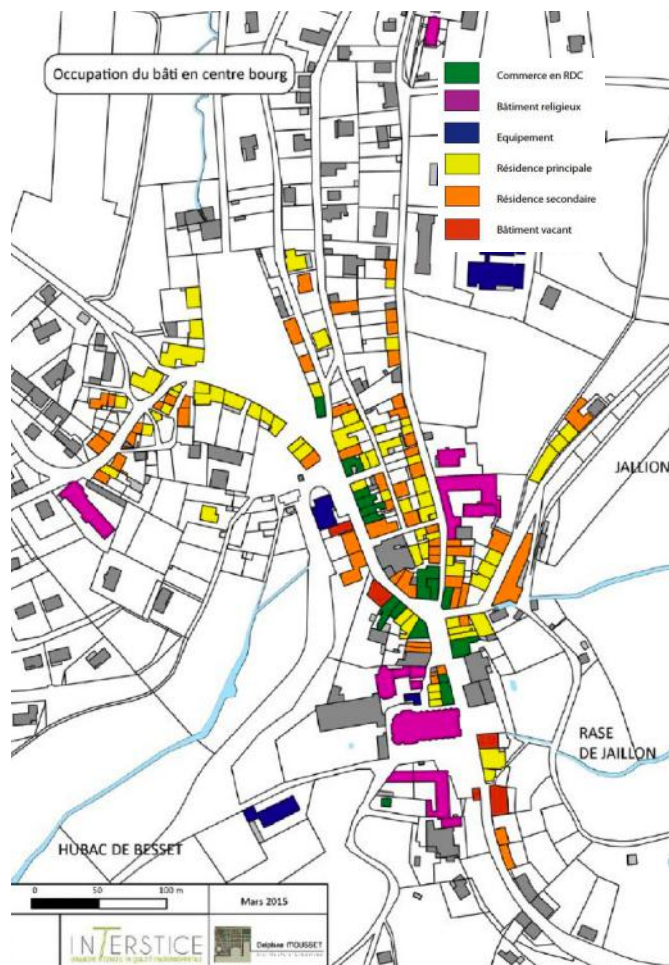 Occupation du bâti en centre bourg
Commerce en RDC
Bâtiment religieux
Equipement
Résidence principale
Résidence secondaire
Bâtiment vacant
JALLION
RASE
DE JAILLON
HUBAC DE BESSET
0 50 100 m
Mars 2015
INTERSTICE
Delphine MOUSSET